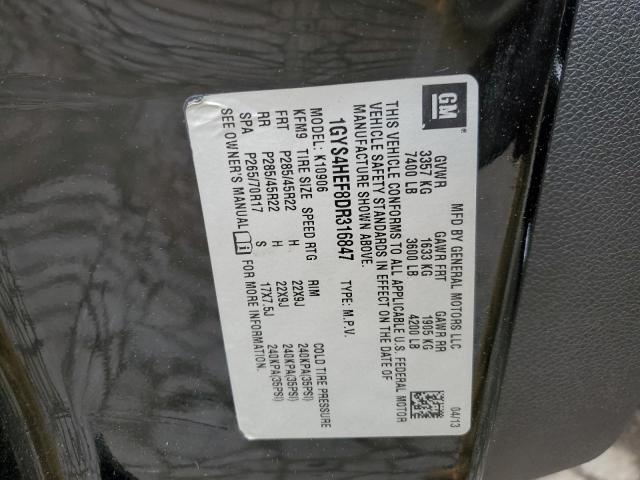 GM
MFD BY GENERAL MOTORS LLC 04/13
GVWR GAWR FRT GAWR RR
3357 KG 1633 KG 1905 KG
7400 LB 3600 LB 4200 LB
THIS VEHICLE CONFORMS TO ALL APPLICABLE U.S. FEDERAL MOTOR
VEHICLE SAFETY STANDARDS IN EFFECT ON THE DATE OF
MANUFACTURE SHOWN ABOVE.
1GYS4HEF8DR316847 TYPE: M.P.V.
MODEL: K10906
KFM9 TIRE SIZE SPEED RTG RIM COLD TIRE PRESSURE
FRT P285/45R22 H 22X9J 240KPA(35PSI)
RR P285/45R22 H 22X9J 240KPA(35PSI)
SPA P265/70R17 S 17X7.5J 240KPA(35PSI)
SEE OWNER'S MANUAL FOR MORE INFORMATION.